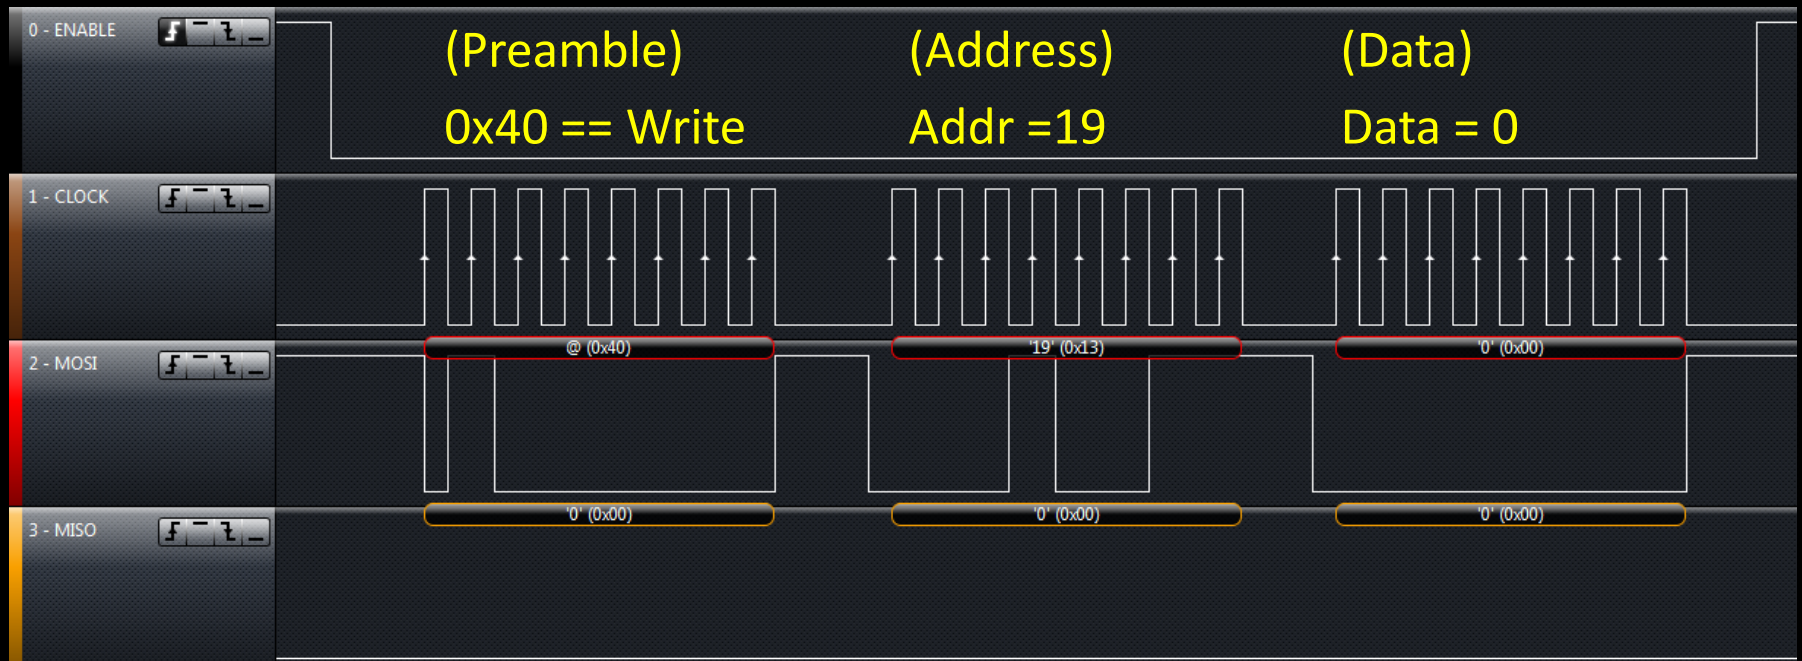 0 - ENABLE
(Preamble) (Address) (Data)
0x40 == Write Addr =19 Data = 0
1 - CLOCK
@ (0x40) '19' (0x13) '0' (0x00)
2 - MOSI
'0' (0x00) '0' (0x00) '0' (0x00)
3 - MISO